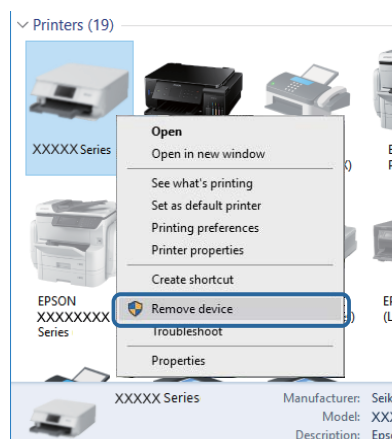 Printers (19)
XXXXX Series
Open
Open in new window
See what's printing
Set as default printer
Printing preferences
Printer properties
Create shortcut
Remove device
Troubleshoot
Properties
EPSON
XXXXXXXX
Series
XXXXX Series
Manufacturer:
Model:
Description: